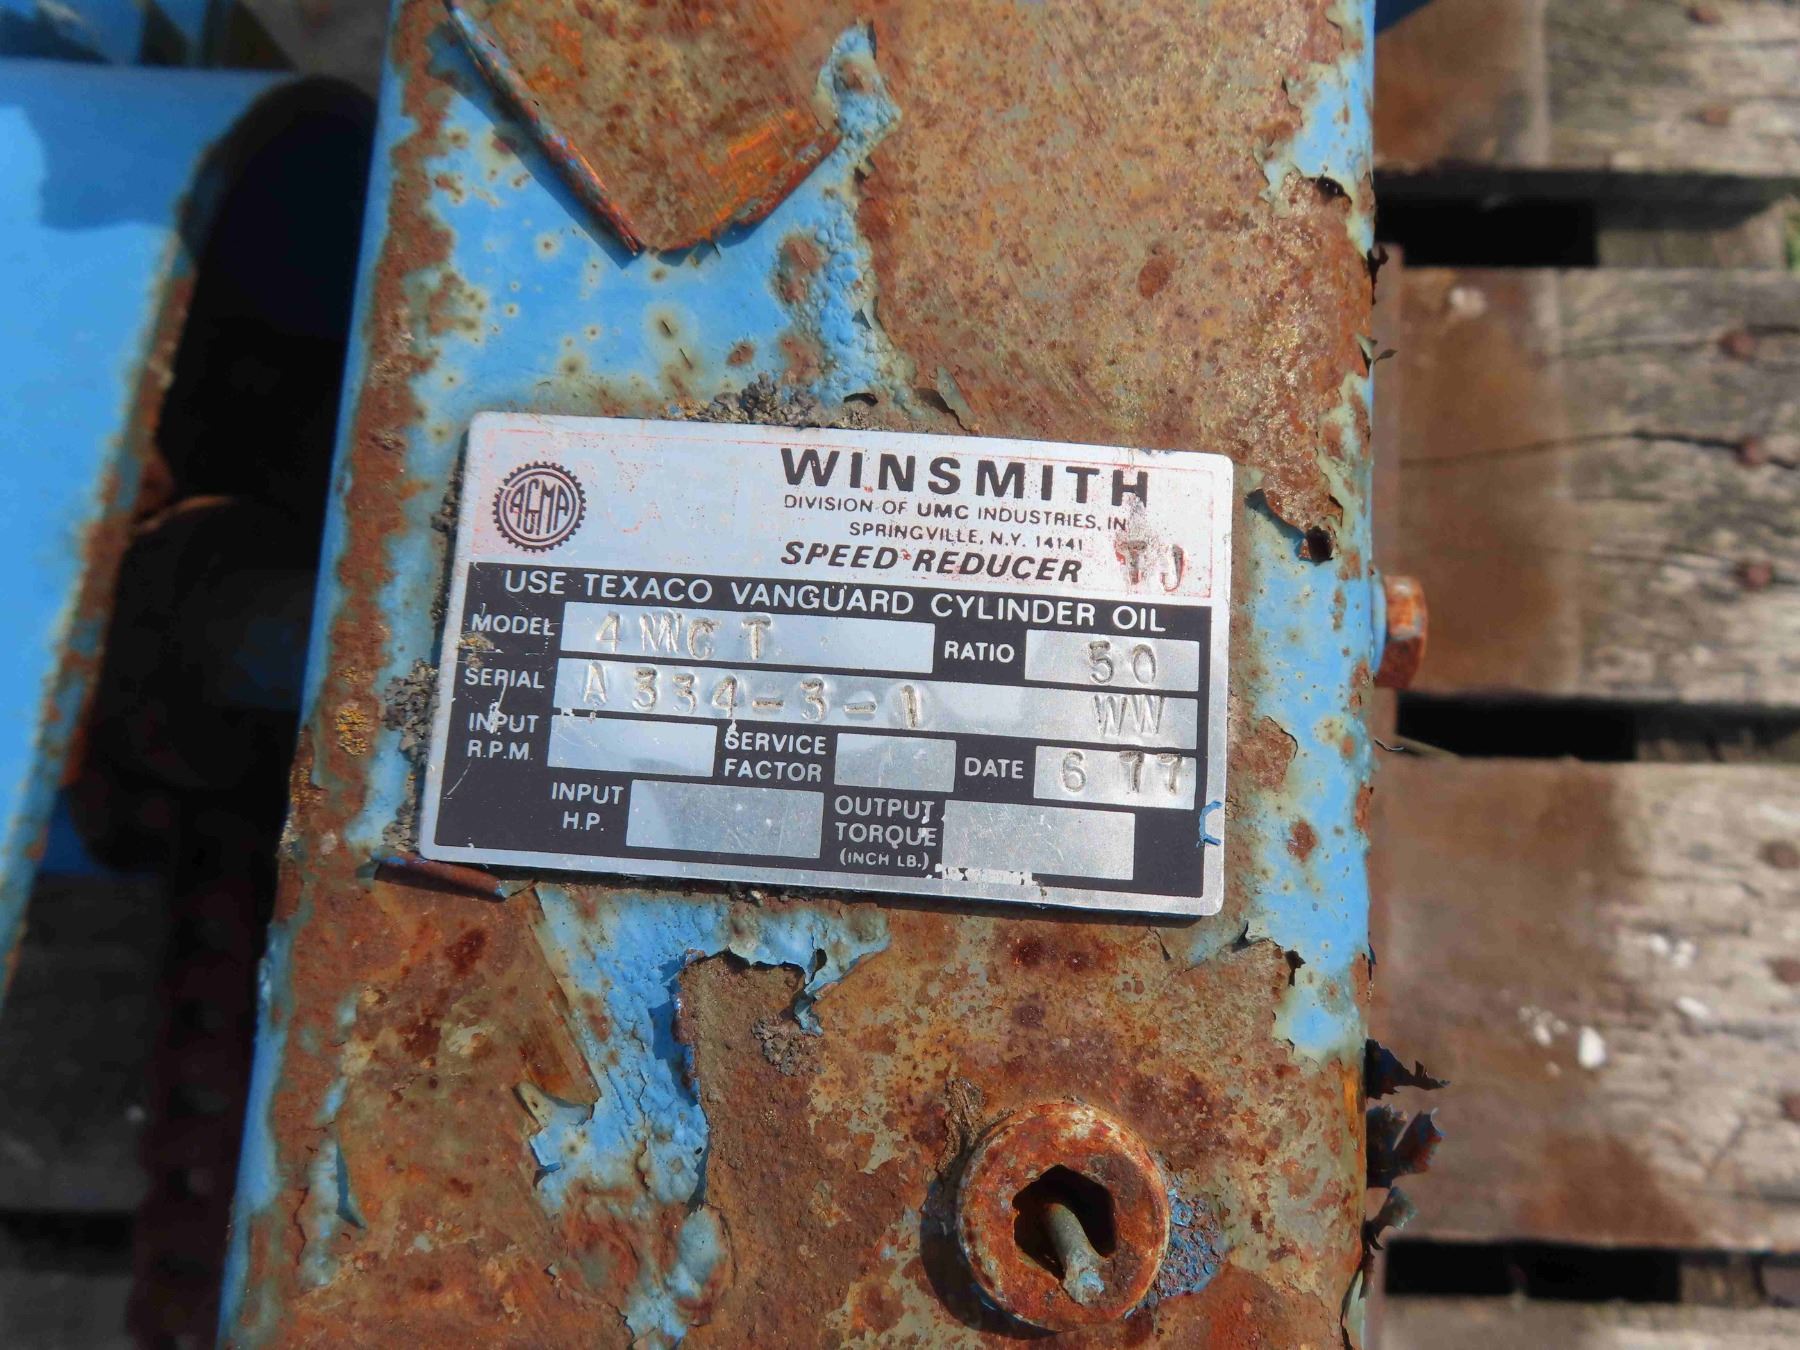 AGMA
WINSMITH
DIVISION OF UMC INDUSTRIES, IN
SPRINGVILLE, N.Y. 14141
SPEED REDUCER TJ
USE TEXACO VANGUARD CYLINDER OIL
MODEL 4 MCT RATIO 50
SERIAL A334-3-1 WW
INPUT R.P.M. SERVICE FACTOR DATE 6 77
INPUT H.P. OUTPUT TORQUE (INCH LB.)